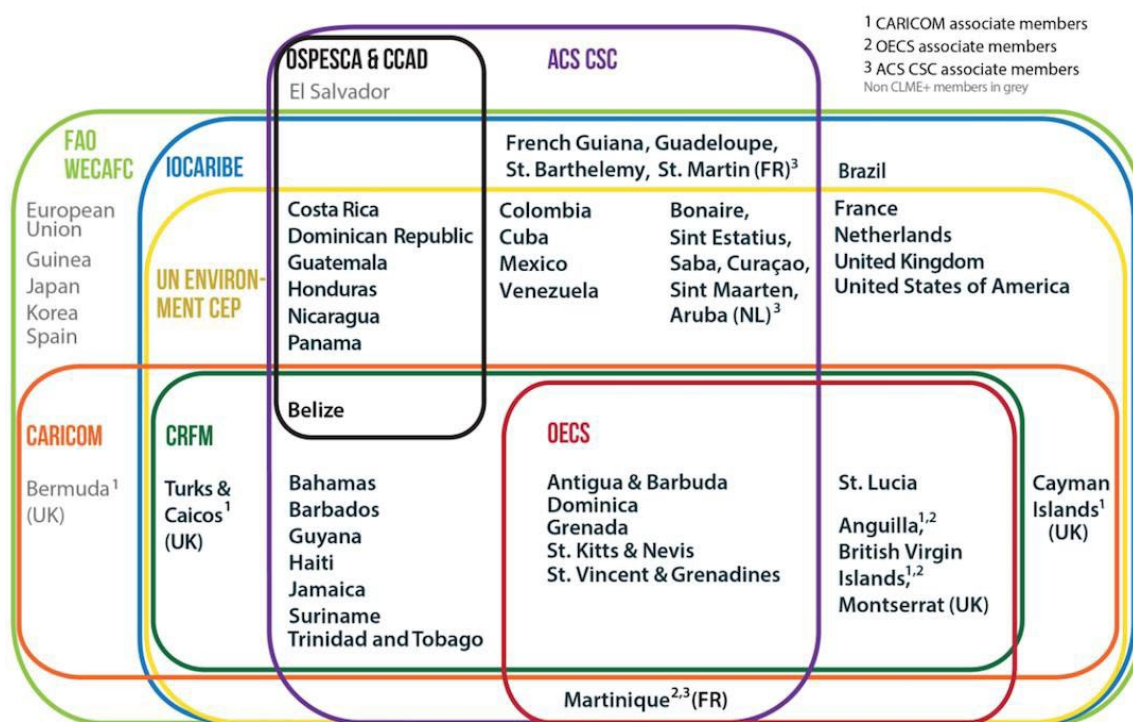 ¹ CARICOM associate members
² OECS associate members
³ ACS CSC associate members
Non CLME+ members in grey
OSPESCA & CCAD
El Salvador
ACS CSC
FAO
WECAFC
European
Union
Guinea
Japan
Korea
Spain
IOCARIBE
French Guiana, Guadeloupe,
St. Barthelemy, St. Martin (FR)³
Brazil
UN ENVIRON-
MENT CEP
Costa Rica
Dominican Republic
Guatemala
Honduras
Nicaragua
Panama
Colombia
Cuba
Mexico
Venezuela
Bonaire,
Sint Estatius,
Saba, Curaçao,
Sint Maarten,
Aruba (NL)³
France
Netherlands
United Kingdom
United States of America
Belize
CARICOM
Bermuda¹
(UK)
CRFM
Turks &
Caicos¹
(UK)
Bahamas
Barbados
Guyana
Haiti
Jamaica
Suriname
Trinidad and Tobago
OECS
Antigua & Barbuda
Dominica
Grenada
St. Kitts & Nevis
St. Vincent & Grenadines
St. Lucia
Anguilla,¹,²
British Virgin
Islands,¹,²
Montserrat (UK)
Cayman
Islands¹
(UK)
Martinique²,³ (FR)